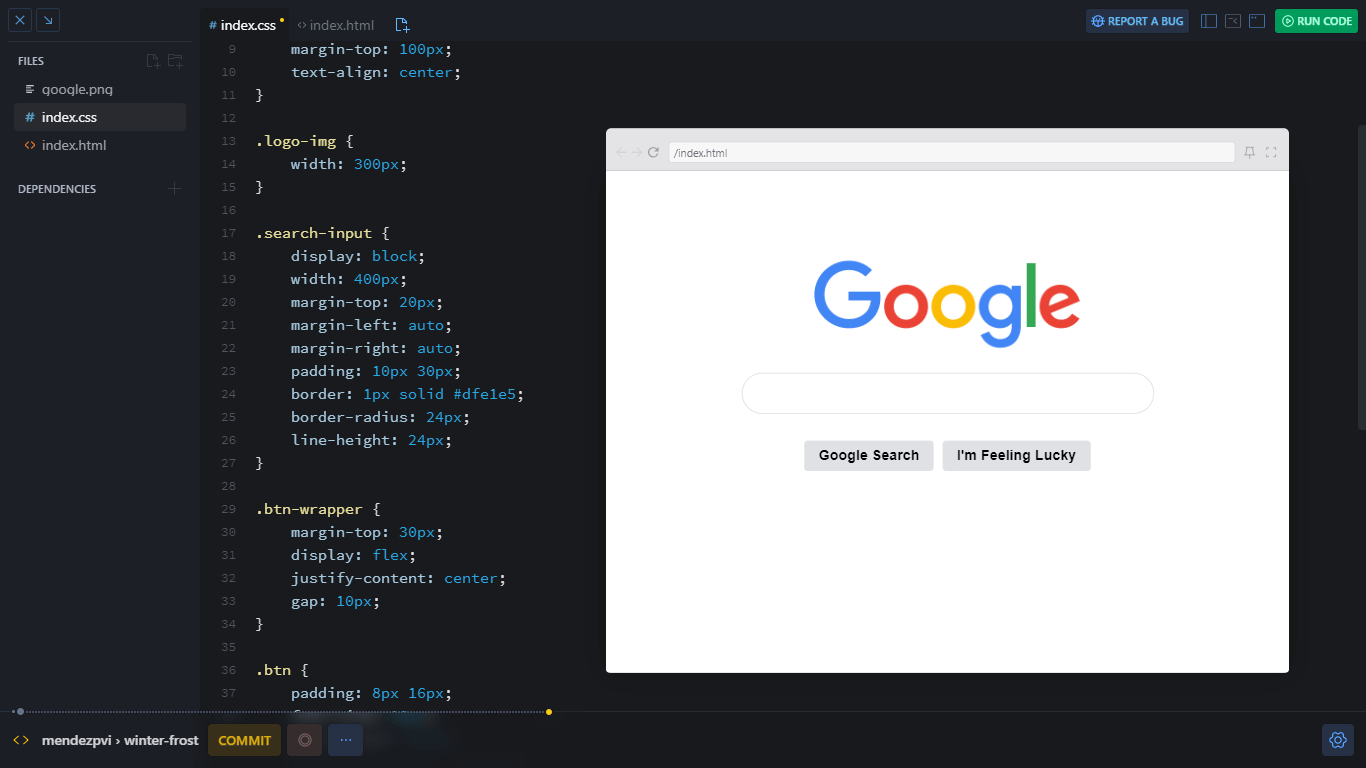 # index.css
<> index.html
REPORT A BUG
RUN CODE
FILES
google.png
# index.css
<> index.html
DEPENDENCIES
9 margin-top: 100px;
10 text-align: center;
11 }
12
13 .logo-img {
14 width: 300px;
15 }
16
17 .search-input {
18 display: block;
19 width: 400px;
20 margin-top: 20px;
21 margin-left: auto;
22 margin-right: auto;
23 padding: 10px 30px;
24 border: 1px solid #dfe1e5;
25 border-radius: 24px;
26 line-height: 24px;
27 }
28
29 .btn-wrapper {
30 margin-top: 30px;
31 display: flex;
32 justify-content: center;
33 gap: 10px;
34 }
35
36 .btn {
37 padding: 8px 16px;
/index.html
Google
Google Search
I'm Feeling Lucky
<> mendezpvi › winter-frost
COMMIT
...